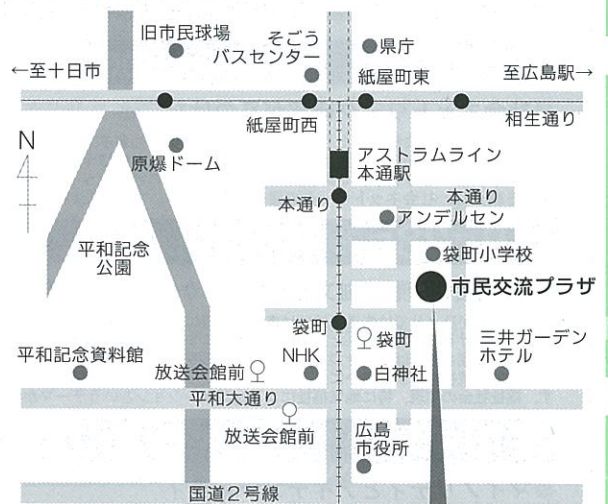 旧市民球場
そごう
バスセンター
県庁
←至十日市
紙屋町東
至広島駅→
紙屋町西
相生通り
N
原爆ドーム
アストラムライン
本通駅
本通り
本通り
アンデルセン
平和記念
公園
袋町小学校
市民交流プラザ
袋町
袋町
三井ガーデン
ホテル
平和記念資料館
放送会館前
NHK
白神社
平和大通り
放送会館前
広島
市役所
国道2号線